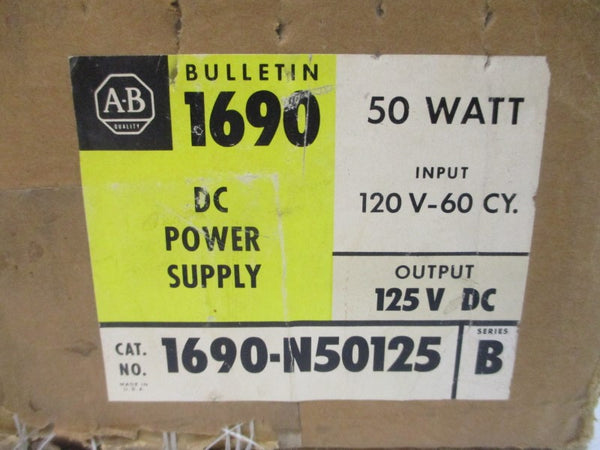 A-B
QUALITY
BULLETIN
1690
DC
POWER
SUPPLY
50 WATT
INPUT
120 V-60 CY.
OUTPUT
125 V DC
CAT.
NO.
MADE IN
U.S.A.
1690-N50125
SERIES
B